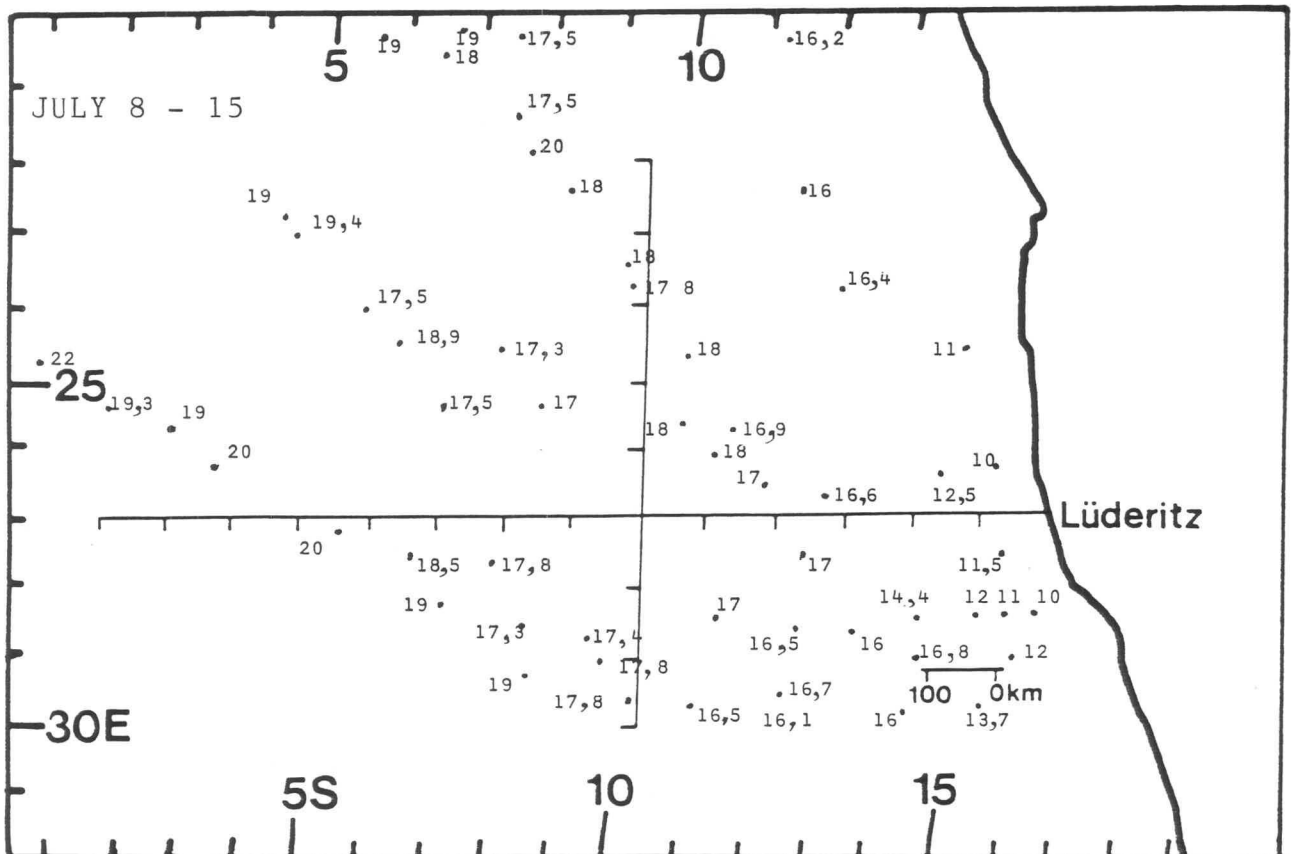 19 19 17,5 16,2
18
5 10
JULY 8 - 15
17,5
20
18 16
19
19,4
18
17 8 16,4
17,5
18,9 17,3 18 11
22
25
19,3 19 17,5 17
18 16,9
20 18 10
17 16,6 12,5
Lüderitz
20 18,5 17,8 17 11,5
19 17 14,4 12 11 10
17,3 17,4 16,5 16
17,8 16,8 12
19 16,7 100 0km
17,8 16,5 16,1 16 13,7
30E
5S 10 15